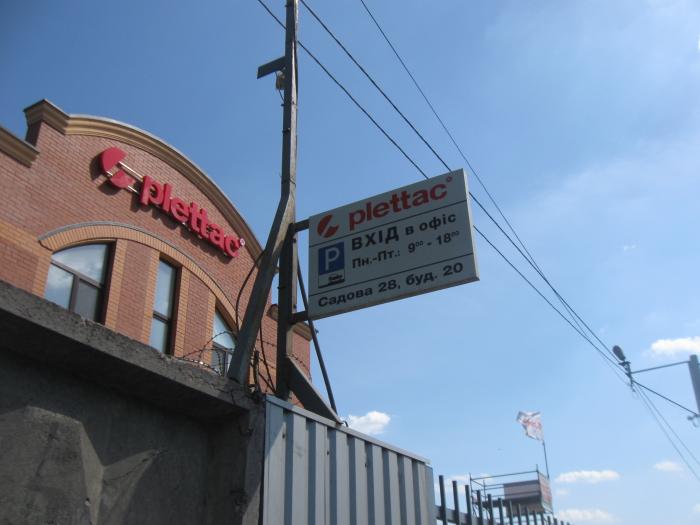 plettac
plettac
ВХІД в офіс
P
Пн.-Пт.: 9⁰⁰ - 18⁰⁰
Садова 28, буд. 20